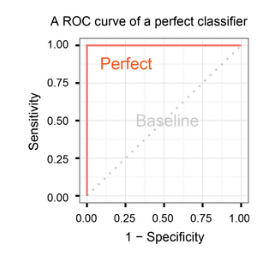 A ROC curve of a perfect classifier
1.00
Perfect
0.75
Sensitivity
0.50
Baseline
0.25
0.00
0.00 0.25 0.50 0.75 1.00
1 − Specificity